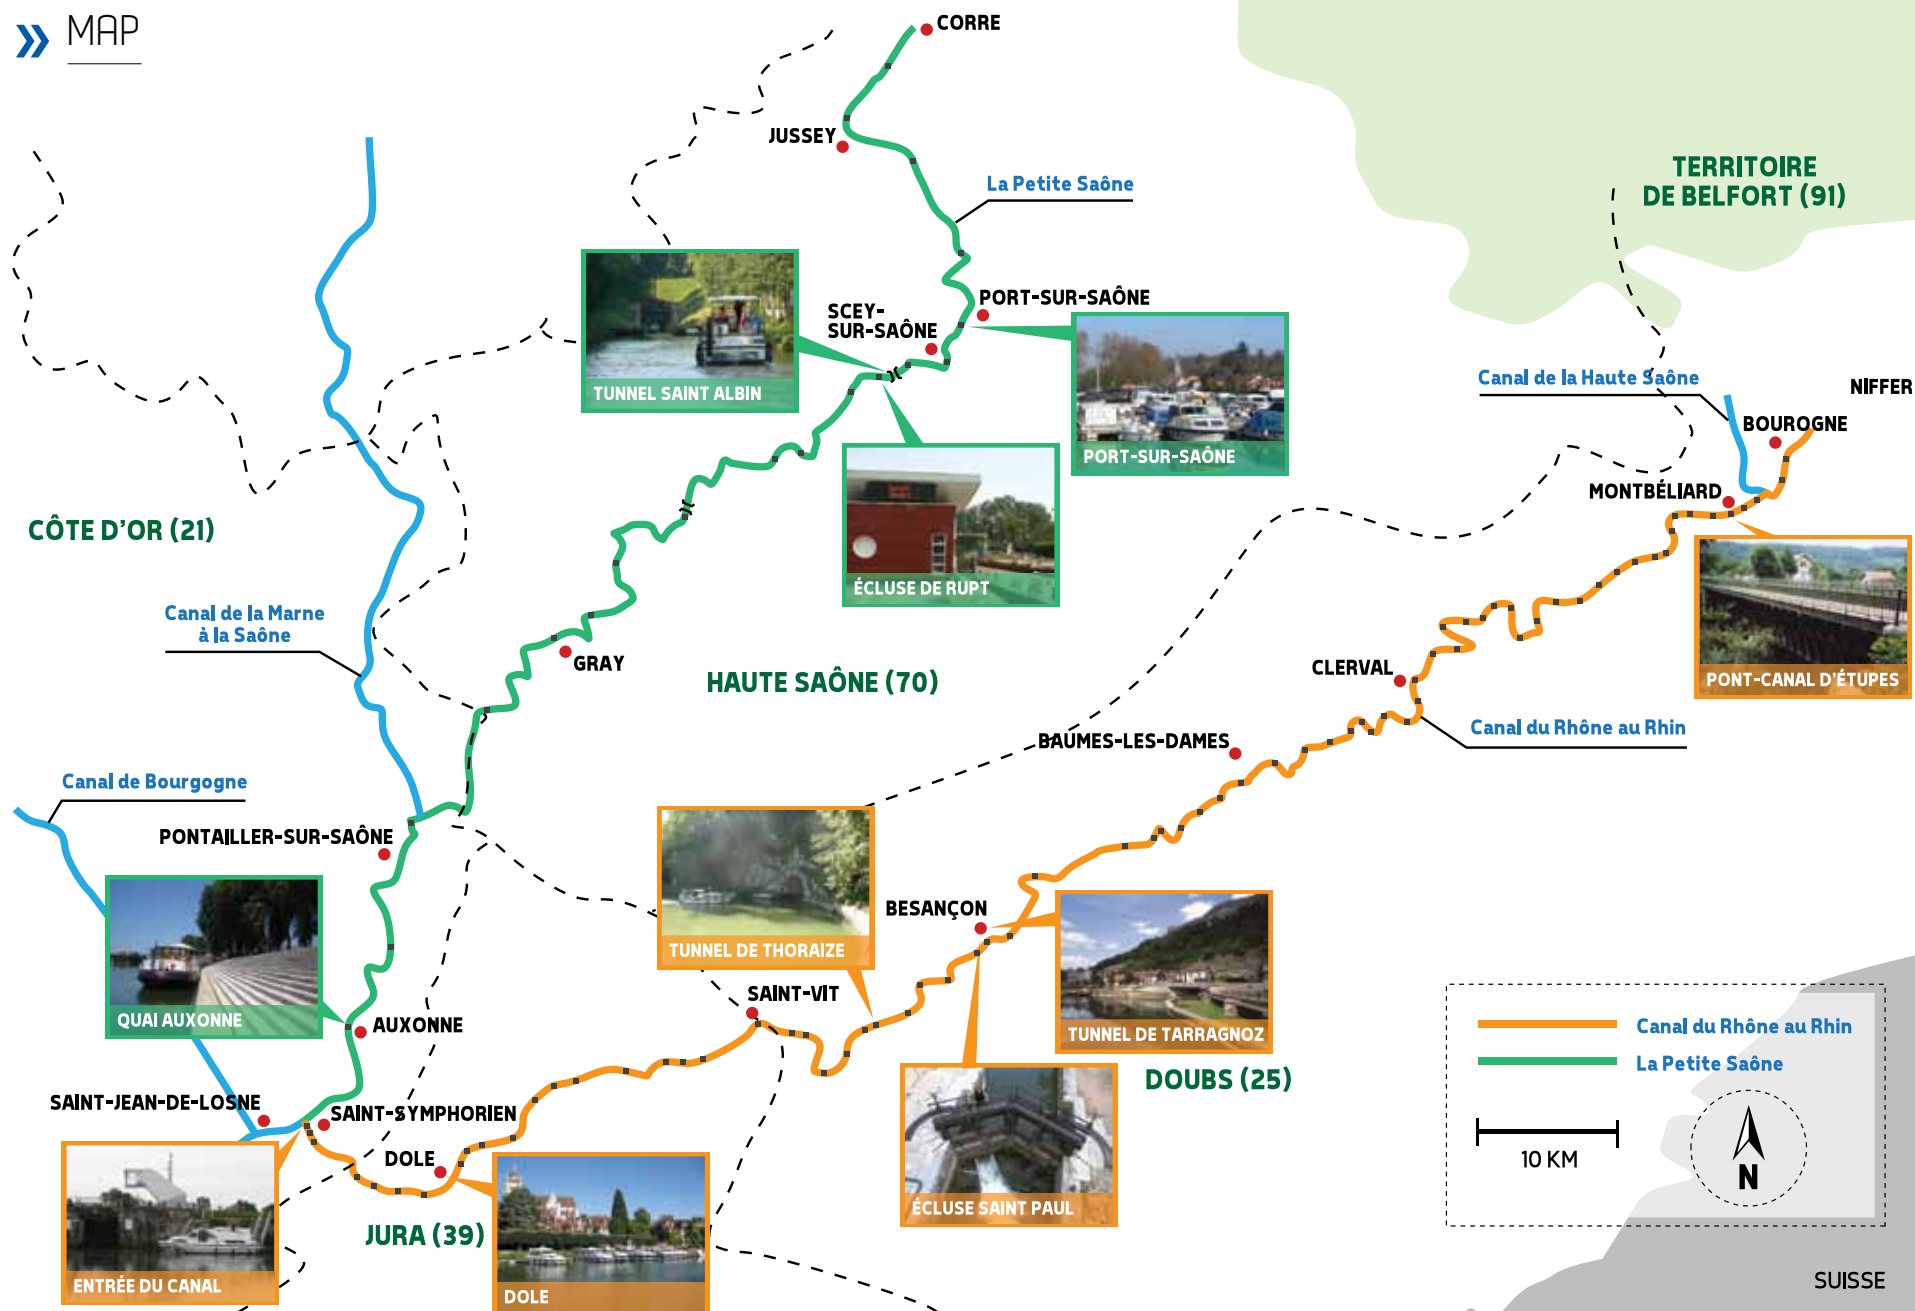 MAP
CORRE
JUSSEY
La Petite Saône
TERRITOIRE
DE BELFORT (91)
PORT-SUR-SAÔNE
SCEY-
SUR-SAÔNE
TUNNEL SAINT ALBIN
PORT-SUR-SAÔNE
Canal de la Haute Saône
NIFFER
BOUROGNE
MONTBÉLIARD
CÔTE D'OR (21)
ÉCLUSE DE RUPT
Canal de la Marne
à la Saône
GRAY
HAUTE SAÔNE (70)
CLERVAL
PONT-CANAL D'ÉTUPES
Canal du Rhône au Rhin
BAUMES-LES-DAMES
Canal de Bourgogne
PONTAILLER-SUR-SAÔNE
BESANÇON
TUNNEL DE THORAIZE
SAINT-VIT
QUAI AUXONNE
AUXONNE
TUNNEL DE TARRAGNOZ
DOUBS (25)
SAINT-JEAN-DE-LOSNE
SAINT-SYMPHORIEN
DOLE
ÉCLUSE SAINT PAUL
JURA (39)
ENTRÉE DU CANAL
DOLE
Canal du Rhône au Rhin
La Petite Saône
10 KM
N
SUISSE